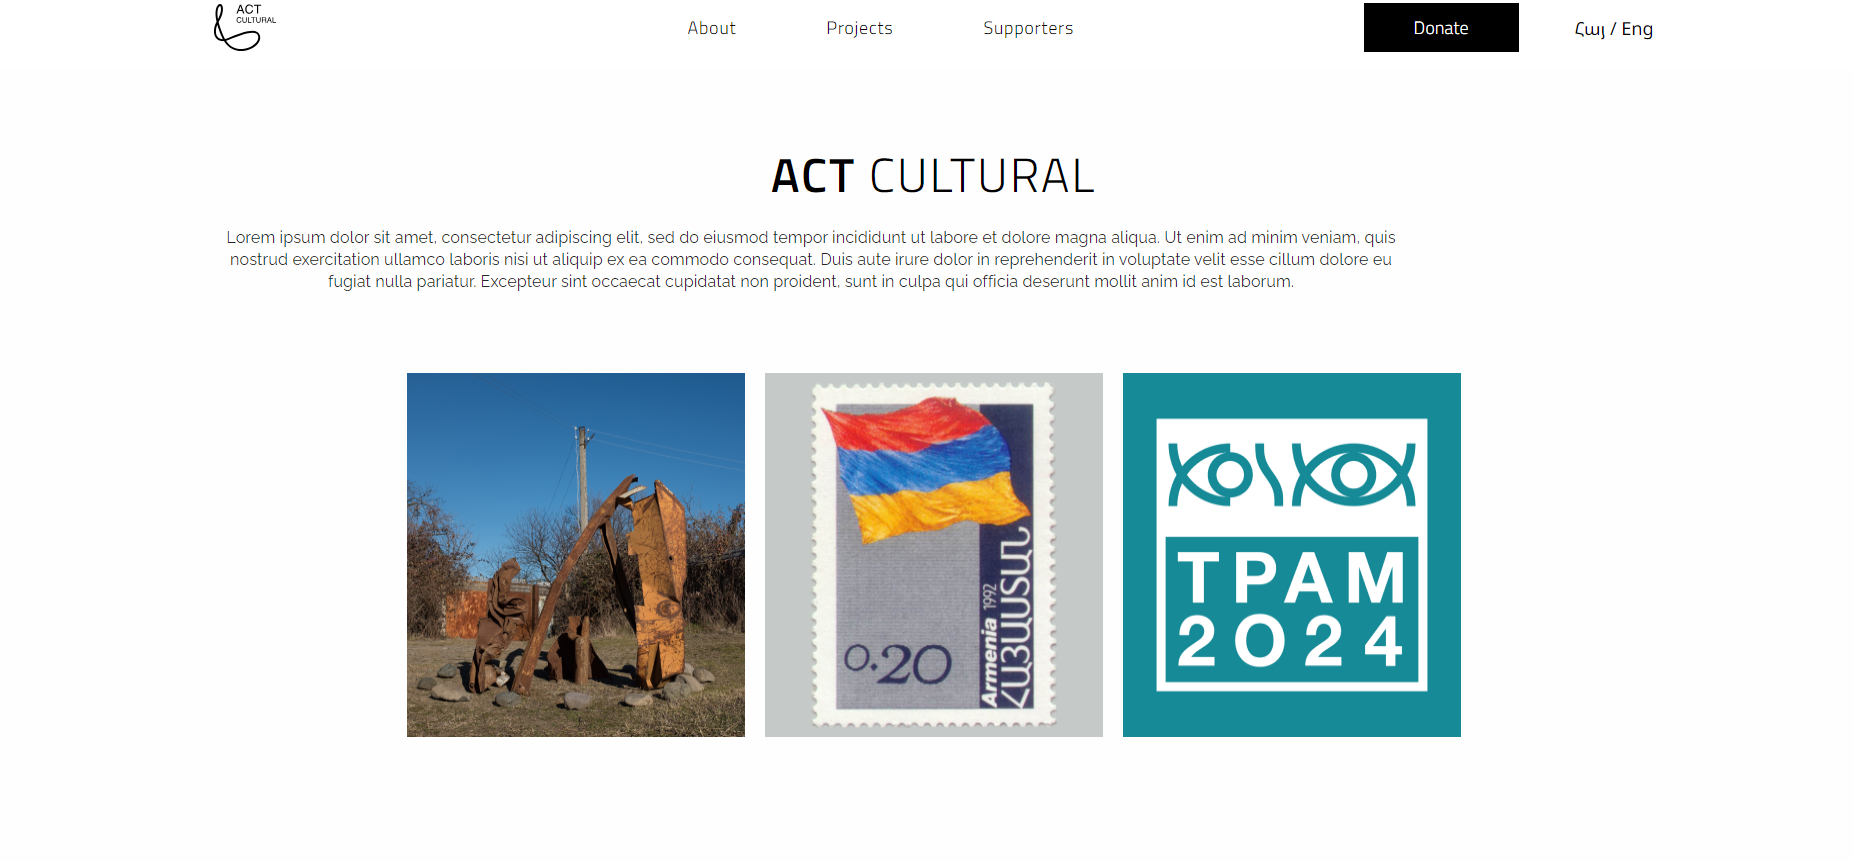 ACT
CULTURAL
About
Projects
Supporters
Donate
Հայ / Eng
ACT CULTURAL
Lorem ipsum dolor sit amet, consectetur adipiscing elit, sed do eiusmod tempor incididunt ut labore et dolore magna aliqua. Ut enim ad minim veniam, quis
nostrud exercitation ullamco laboris nisi ut aliquip ex ea commodo consequat. Duis aute irure dolor in reprehenderit in voluptate velit esse cillum dolore eu
fugiat nulla pariatur. Excepteur sint occaecat cupidatat non proident, sunt in culpa qui officia deserunt mollit anim id est laborum.
0.20
Armenia 1992
ՀԱՅԱՍՏԱՆ
TPAM
2024